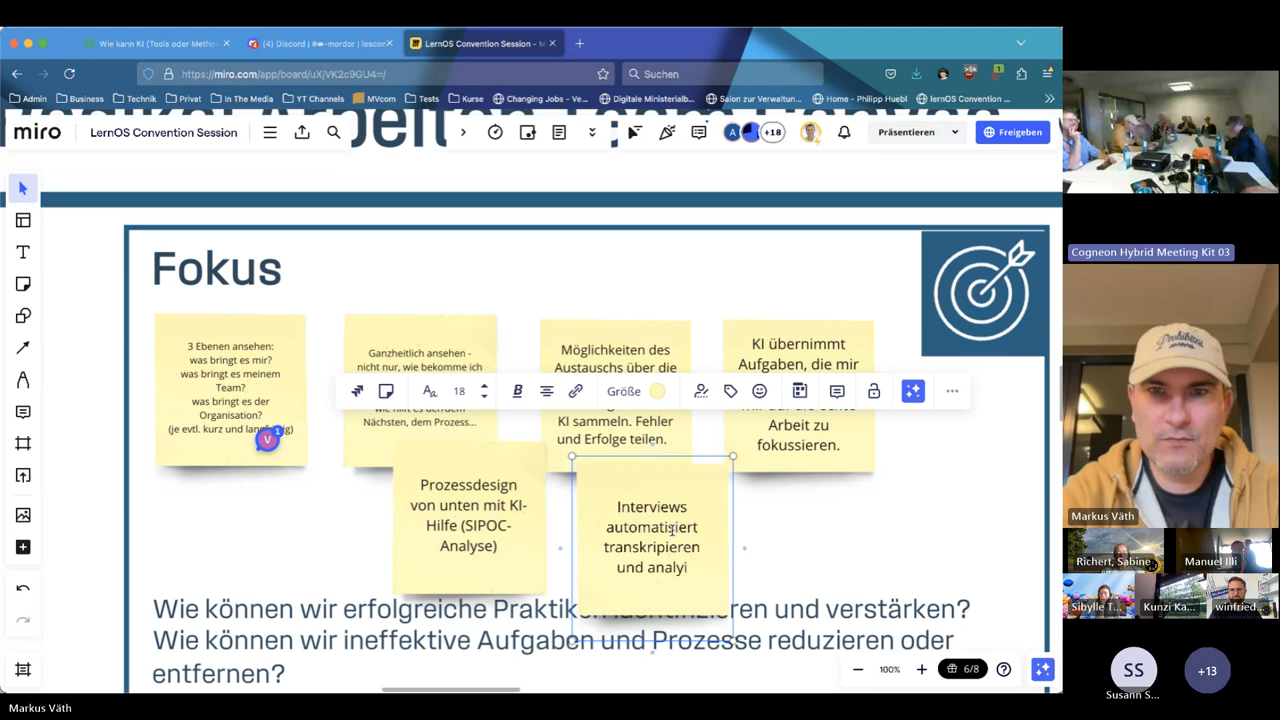 Wie kann KI (Tools oder Metho
(4) Discord | #✏-mordor | loscon
LernOS Convention Session - M
https://miro.com/app/board/uXjVK2c9GU4=/
Suchen
Admin
Business
Technik
Privat
In The Media
YT Channels
MVcom
Tests
Kurse
Changing Jobs - Ve...
Digitale Ministerialb...
Salon zur Verwaltun...
Home - Philipp Huebl
lernOS Convention ...
miro
LernOS Convention Session
A
+18
Präsentieren
Freigeben
Fokus
3 Ebenen ansehen:
was bringt es mir?
was bringt es meinem
Team?
was bringt es der
Organisation?
(je evtl. kurz und langfristig)
V
1
Ganzheitlich ansehen -
nicht nur, wie bekomme ich
Nächsten, dem Prozess...
Möglichkeiten des
Austauschs über die
KI sammeln. Fehler
und Erfolge teilen.
KI übernimmt
Aufgaben, die mir
Arbeit zu
fokussieren.
18
B
Größe
Prozessdesign
von unten mit KI-
Hilfe (SIPOC-
Analyse)
Interviews
automatisiert
transkripieren
und analyi
Wie können wir erfolgreiche Praktiken identifizieren und verstärken?
Wie können wir ineffektive Aufgaben und Prozesse reduzieren oder
entfernen?
100%
6/8
Cogneon Hybrid Meeting Kit 03
Prohibited
Markus Väth
Richert, Sabine
Manuel Illi
Sibylle T...
Kunzi Ka...
winfried...
SS
Susann S...
+13
Markus Väth